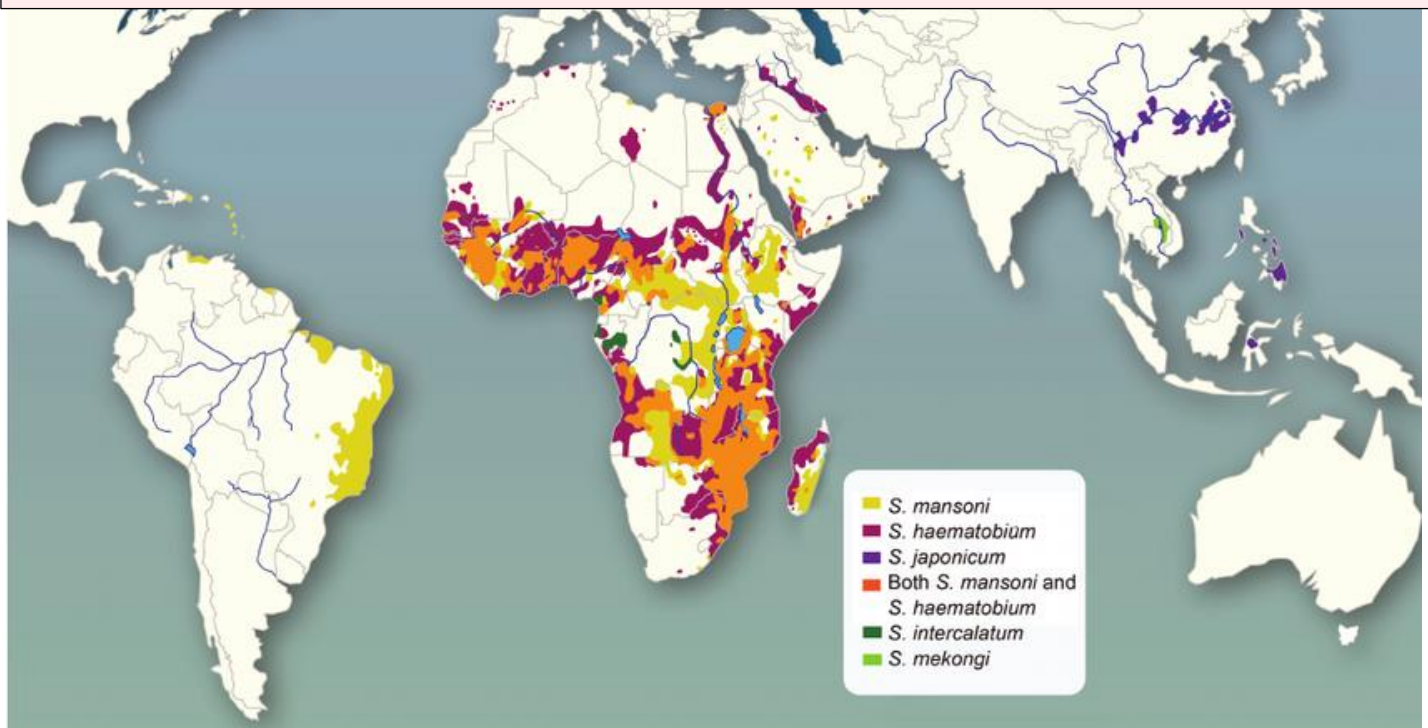 S. mansoni
S. haematobium
S. japonicum
Both S. mansoni and
S. haematobium
S. intercalatum
S. mekongi